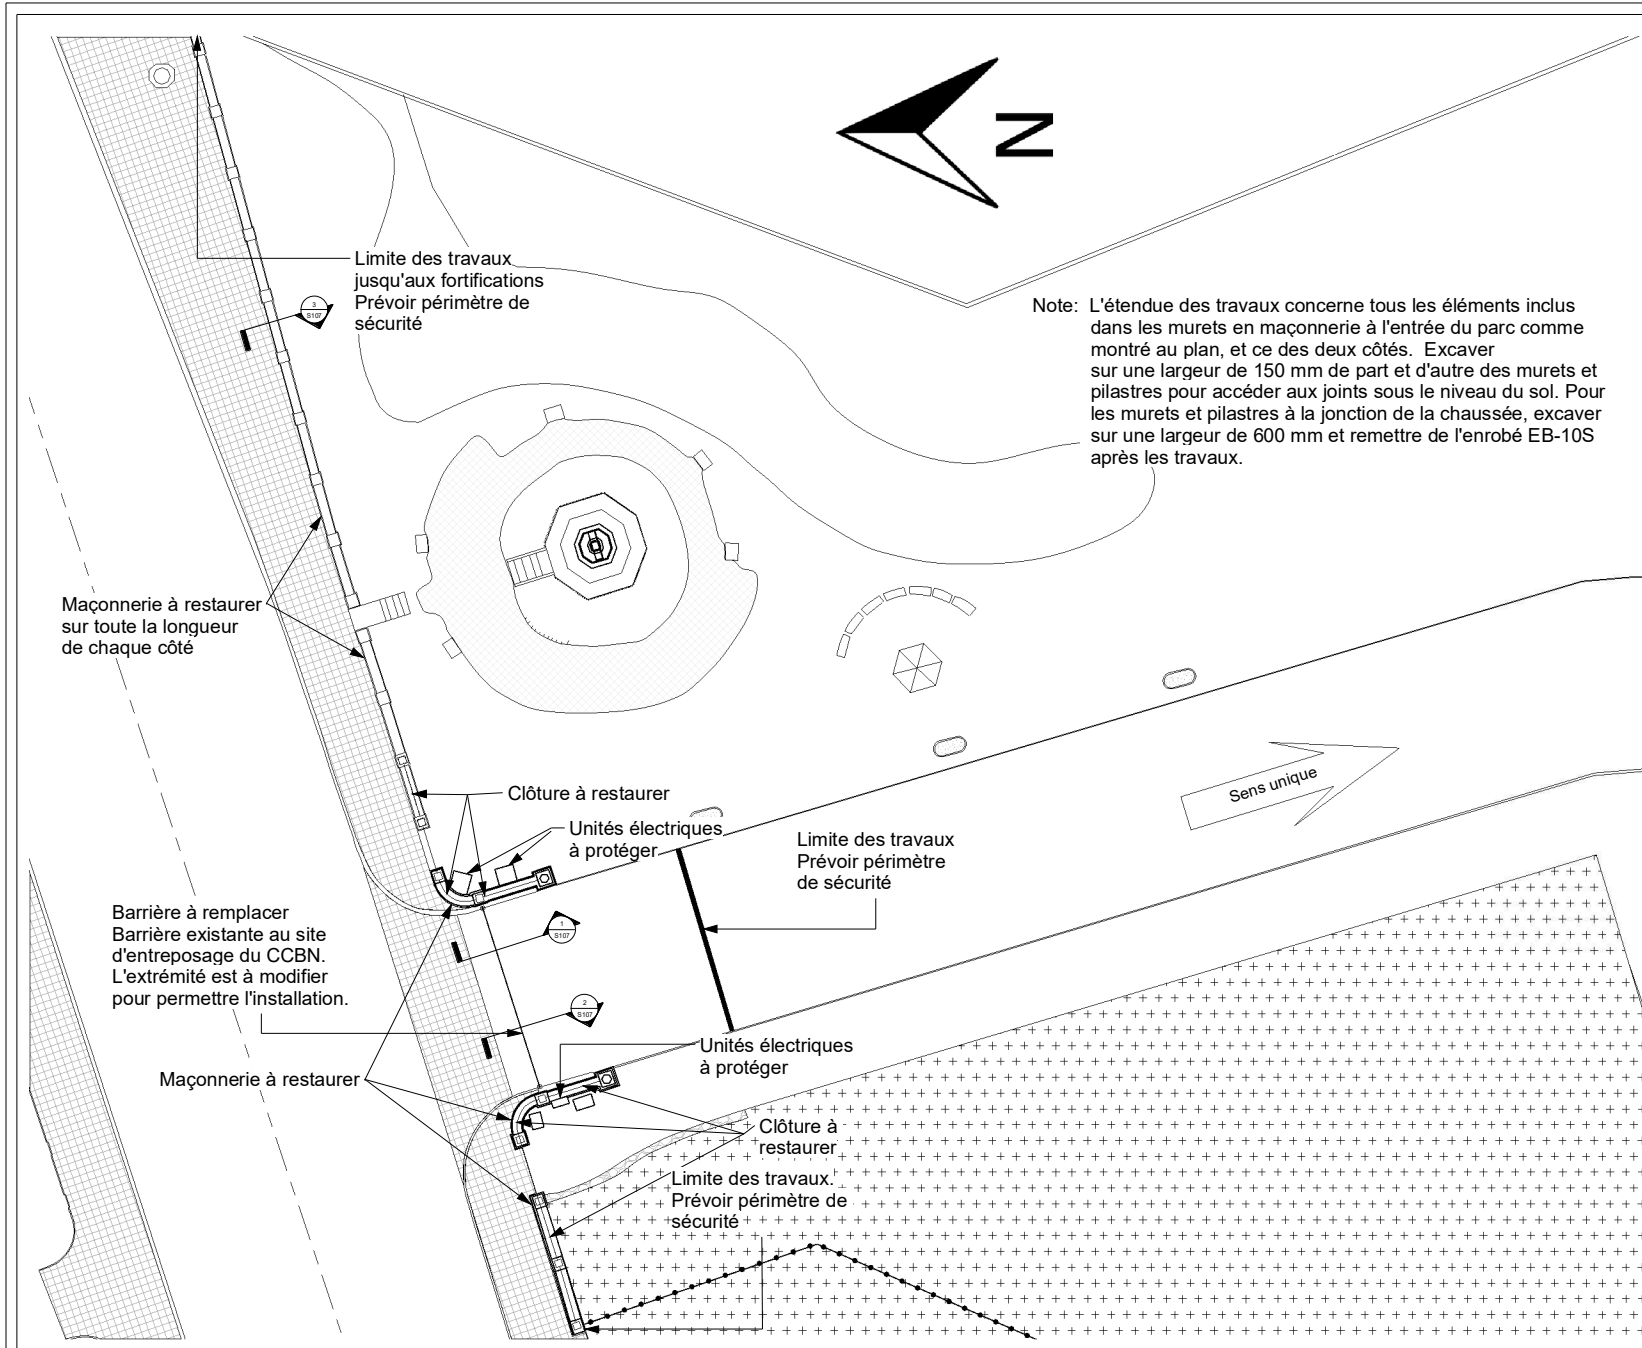 N
Limite des travaux
jusqu'aux fortifications
Prévoir périmètre de
sécurité
3
S107
Note: L'étendue des travaux concerne tous les éléments inclus
dans les murets en maçonnerie à l'entrée du parc comme
montré au plan, et ce des deux côtés. Excaver
sur une largeur de 150 mm de part et d'autre des murets et
pilastres pour accéder aux joints sous le niveau du sol. Pour
les murets et pilastres à la jonction de la chaussée, excaver
sur une largeur de 600 mm et remettre de l'enrobé EB-10S
après les travaux.
Maçonnerie à restaurer
sur toute la longueur
de chaque côté
Sens unique
Clôture à restaurer
Unités électriques
à protéger
Limite des travaux
Prévoir périmètre
de sécurité
Barrière à remplacer
Barrière existante au site
d'entreposage du CCBN.
L'extrémité est à modifier
pour permettre l'installation.
1
S107
2
S107
Unités électriques
à protéger
Maçonnerie à restaurer
Clôture à
restaurer
Limite des travaux.
Prévoir périmètre de
sécurité